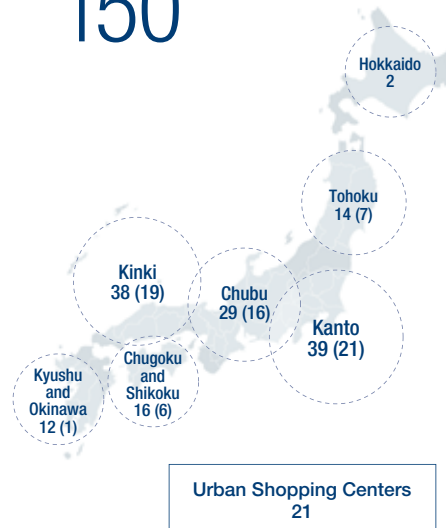 150
Hokkaido
2
Tohoku
14 (7)
Kinki
38 (19)
Chubu
29 (16)
Kanto
39 (21)
Chugoku
and
Shikoku
16 (6)
Kyushu
and
Okinawa
12 (1)
Urban Shopping Centers
21